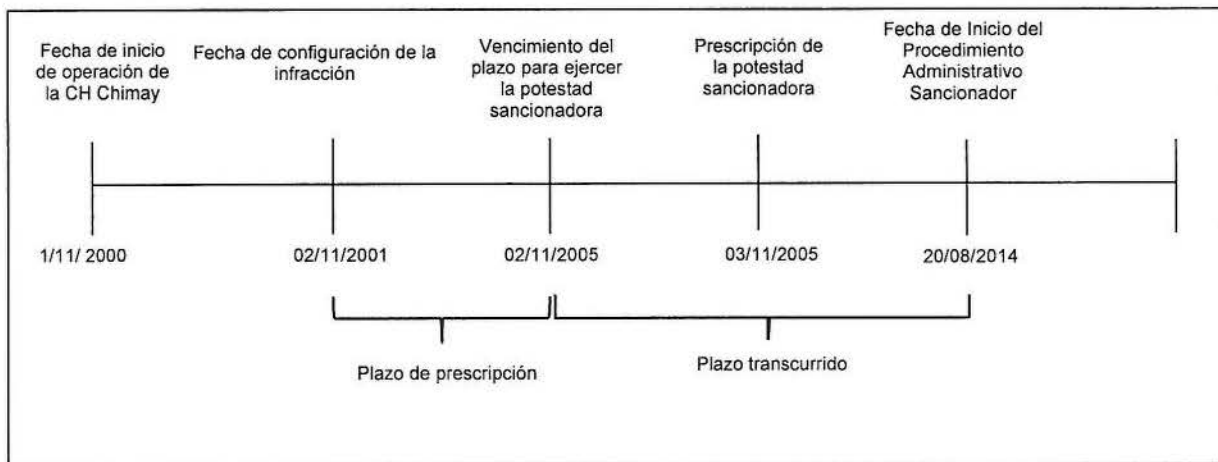 Fecha de inicio
de operación de
la CH Chimay
Fecha de configuración de la
infracción
Vencimiento del
plazo para ejercer
la potestad
sancionadora
Prescripción de
la potestad
sancionadora
Fecha de Inicio del
Procedimiento
Administrativo
Sancionador
1/11/ 2000
02/11/2001
02/11/2005
03/11/2005
20/08/2014
Plazo de prescripción
Plazo transcurrido